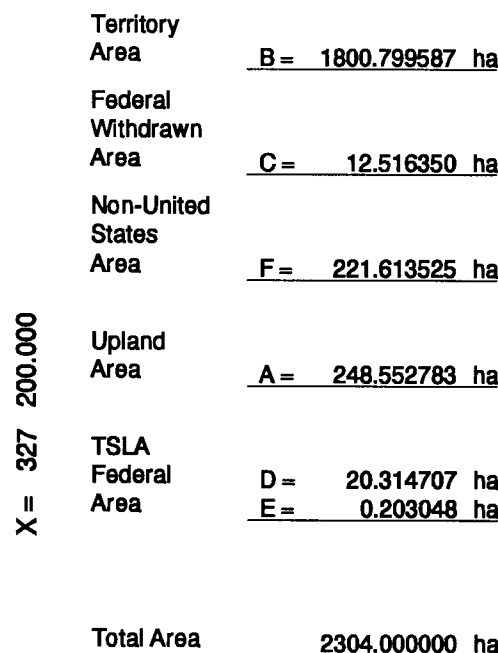 Territory
Area B = 1800.799587 ha
Federal
Withdrawn
Area C = 12.516350 ha
Non-United
States
Area F = 221.613525 ha
Upland
Area A = 248.552783 ha
TSLA
Federal D = 20.314707 ha
Area E = 0.203048 ha
Total Area 2304.000000 ha
X = 327 200.000